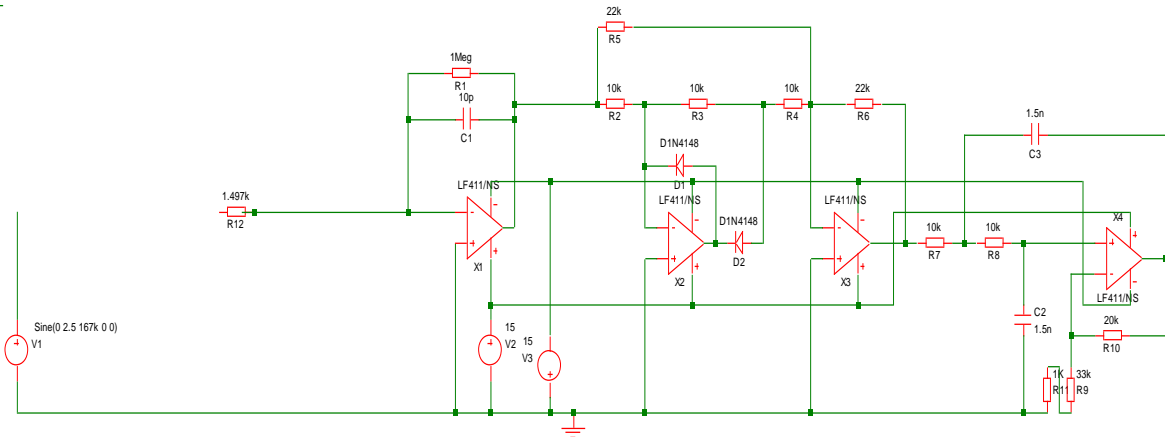 22k
R5
1Meg
R1
10p
C1
10k
R2
10k
R3
10k
R4
22k
R6
1.5n
C3
D1N4148
D1
LF411/NS
X1
LF411/NS
X2
D1N4148
D2
LF411/NS
X3
1.497k
R12
10k
R7
10k
R8
X4
LF411/NS
C2
1.5n
20k
R10
Sine(0 2.5 167k 0 0)
V1
15
V2
15
V3
1K
R11
33k
R9